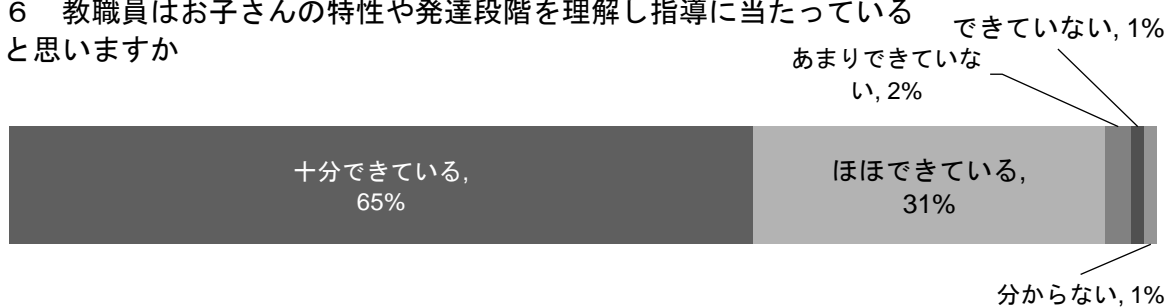 ６　教職員はお子さんの特性や発達段階を理解し指導に当たっている
と思いますか
できていない, 1%
あまりできていな
い, 2%
十分できている,
65%
ほほできている,
31%
分からない, 1%